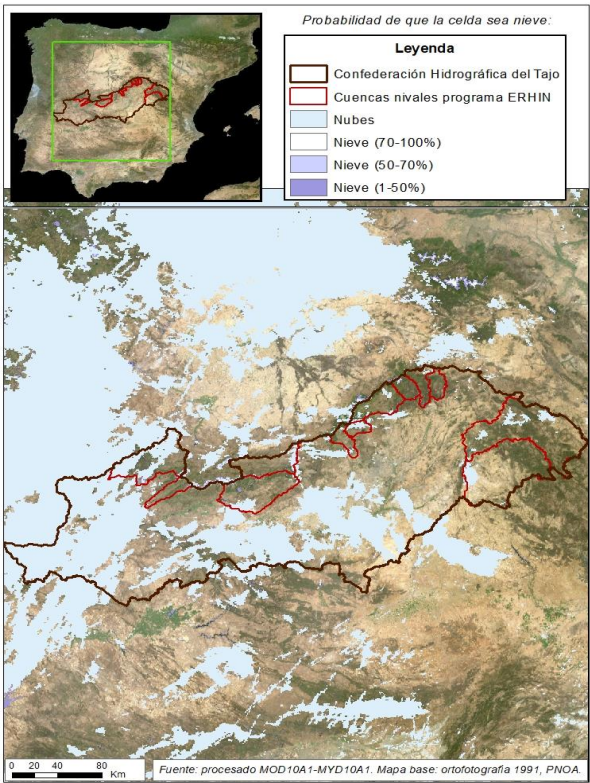 Probabilidad de que la celda sea nieve:
Leyenda
Confederación Hidrográfica del Tajo
Cuencas nivales programa ERHIN
Nubes
Nieve (70-100%)
Nieve (50-70%)
Nieve (1-50%)
0 20 40 80
Km
Fuente: procesado MOD10A1-MYD10A1. Mapa base: ortofotografía 1991, PNOA.